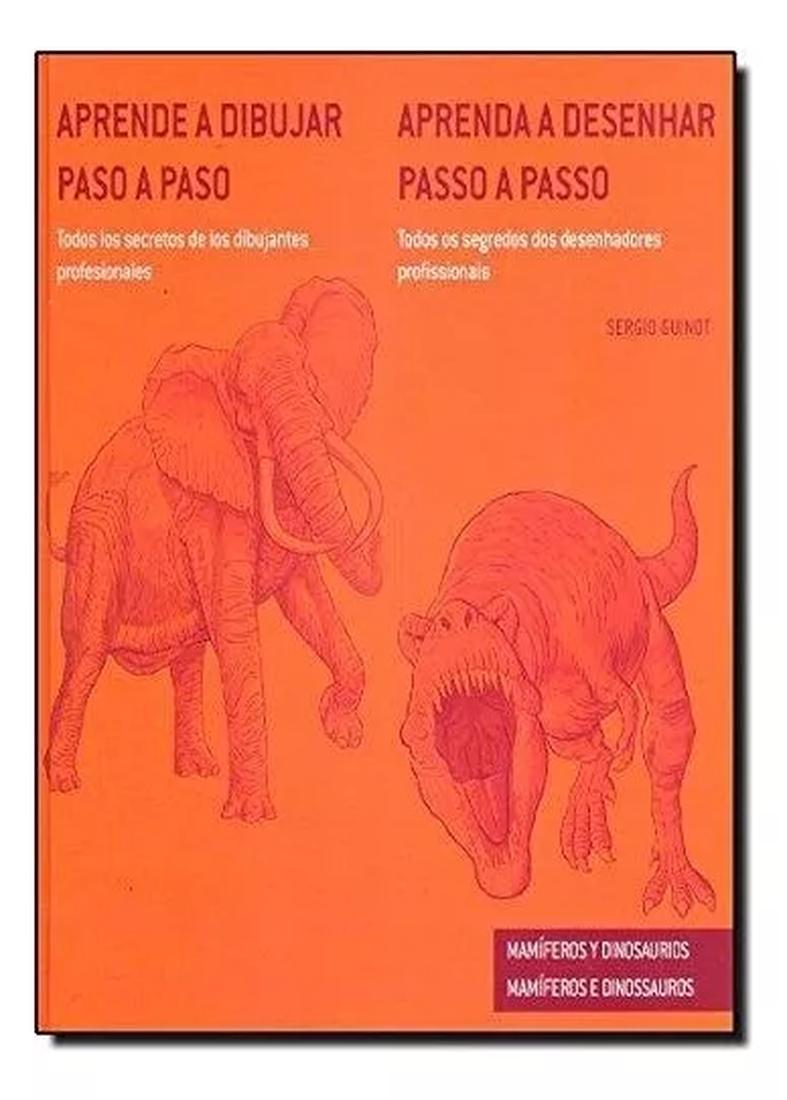 APRENDE A DIBUJAR
PASO A PASO
Todos los secretos de los dibujantes
profesionales
APRENDA A DESENHAR
PASSO A PASSO
Todos os segredos dos desenhadores
profissionais
SERGIO GUINOT
MAMÍFEROS Y DINOSAURIOS
MAMÍFEROS E DINOSSAUROS